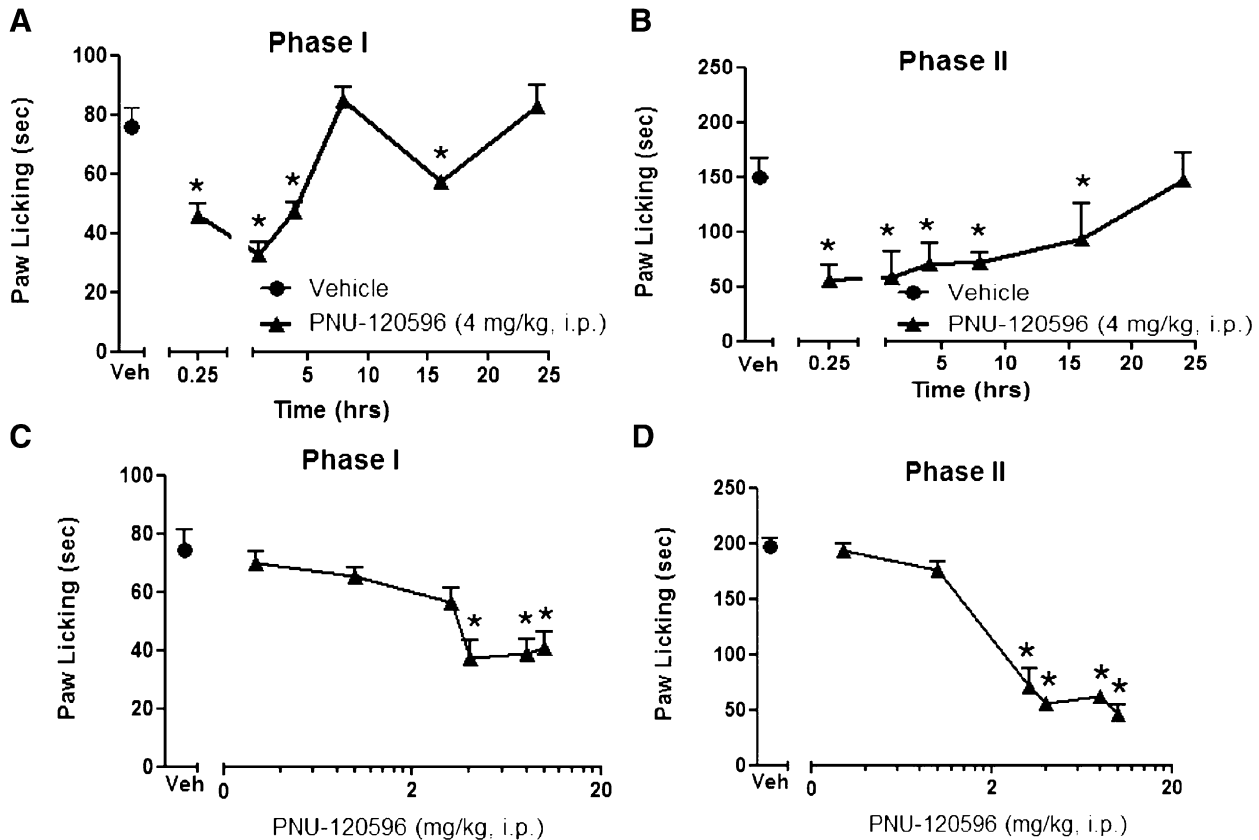 A
Phase I
100
80
60
40
20
0
Paw Licking (sec)
*
*
*
*
Vehicle
PNU-120596 (4 mg/kg, i.p.)
Veh
0.25
5
10
15
20
25
Time (hrs)
B
Phase II
250
200
150
100
50
0
Paw Licking (sec)
*
*
*
*
*
Vehicle
PNU-120596 (4 mg/kg, i.p.)
Veh
0.25
5
10
15
20
25
Time (hrs)
C
Phase I
100
80
60
40
20
0
Paw Licking (sec)
*
*
*
Veh
0
2
20
PNU-120596 (mg/kg, i.p.)
D
Phase II
250
200
150
100
50
0
Paw Licking (sec)
*
*
*
*
Veh
0
2
20
PNU-120596 (mg/kg, i.p.)